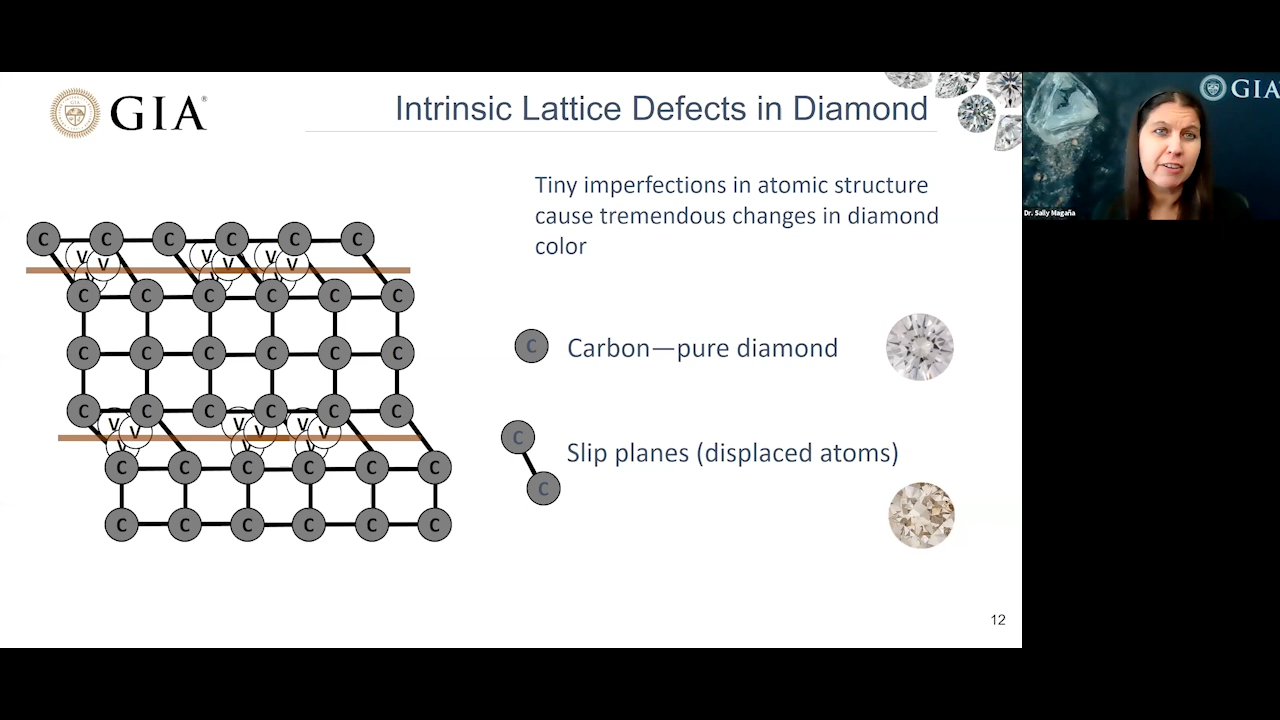 GIA®
Intrinsic Lattice Defects in Diamond
GIA
Dr. Sally Magaña
Tiny imperfections in atomic structure
cause tremendous changes in diamond
color
C C C C C C
V V V V V V
C C C C C C
C C C C C C
C C C C C C
V V V V V V
C C C C C C
C C C C C C
C Carbon—pure diamond
C
C
Slip planes (displaced atoms)
12